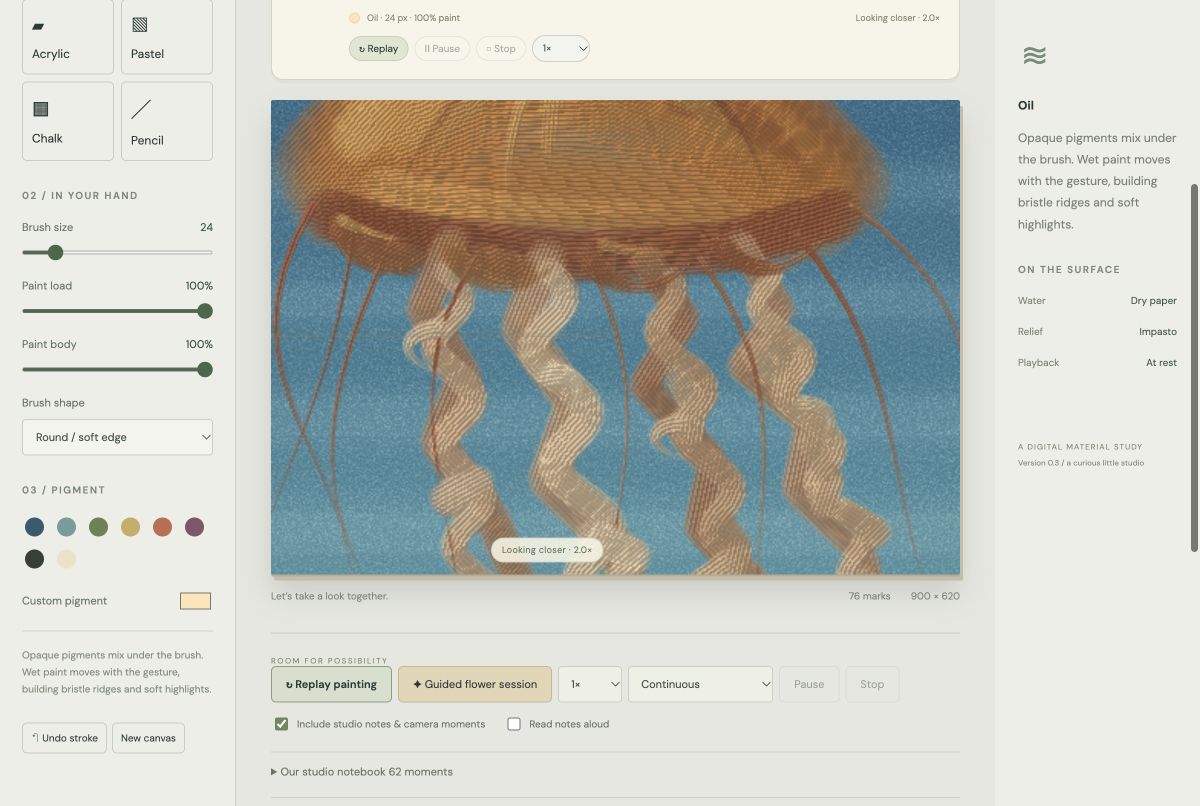 Acrylic
Pastel
Chalk
Pencil
02 / IN YOUR HAND
Brush size 24
Paint load 100%
Paint body 100%
Brush shape
Round / soft edge
03 / PIGMENT
Custom pigment
Opaque pigments mix under the brush.
Wet paint moves with the gesture,
building bristle ridges and soft highlights.
Undo stroke
New canvas
Oil · 24 px · 100% paint
Looking closer · 2.0×
Replay
Pause
Stop
1×
Looking closer · 2.0×
Let's take a look together.
76 marks
900 × 620
ROOM FOR POSSIBILITY
Replay painting
Guided flower session
1×
Continuous
Pause
Stop
Include studio notes & camera moments
Read notes aloud
Our studio notebook 62 moments
Oil
Opaque pigments mix under
the brush. Wet paint moves
with the gesture, building
bristle ridges and soft
highlights.
ON THE SURFACE
Water Dry paper
Relief Impasto
Playback At rest
A DIGITAL MATERIAL STUDY
Version 0.3 / a curious little studio